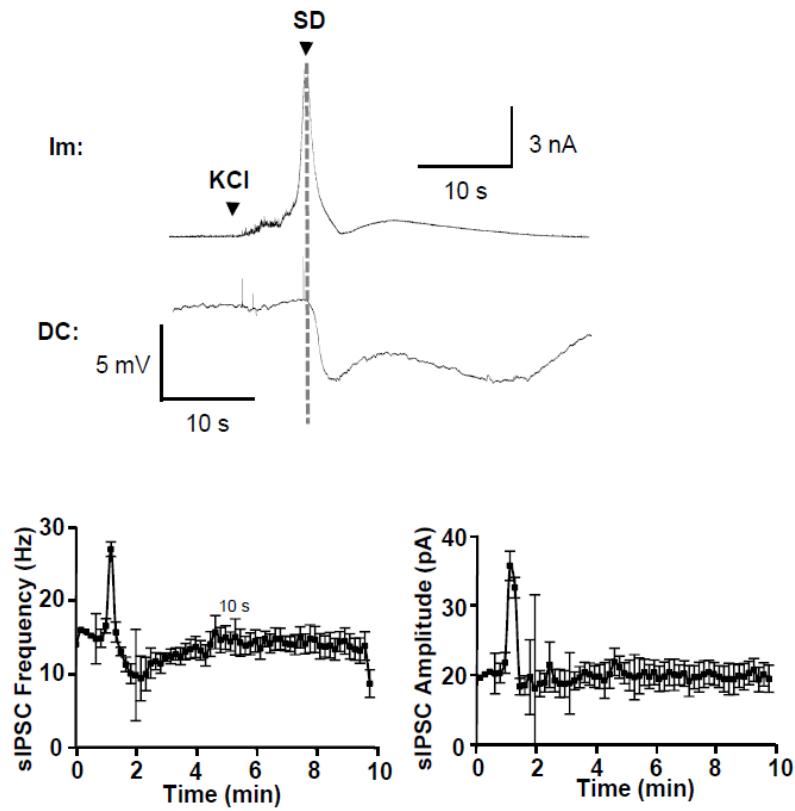 SD
Im:
3 nA
10 s
KCl
DC:
5 mV
10 s
sIPSC Frequency (Hz)
30
20
10
0
10 s
0 2 4 6 8 10
Time (min)
sIPSC Amplitude (pA)
40
30
20
0
0 2 4 6 8 10
Time (min)